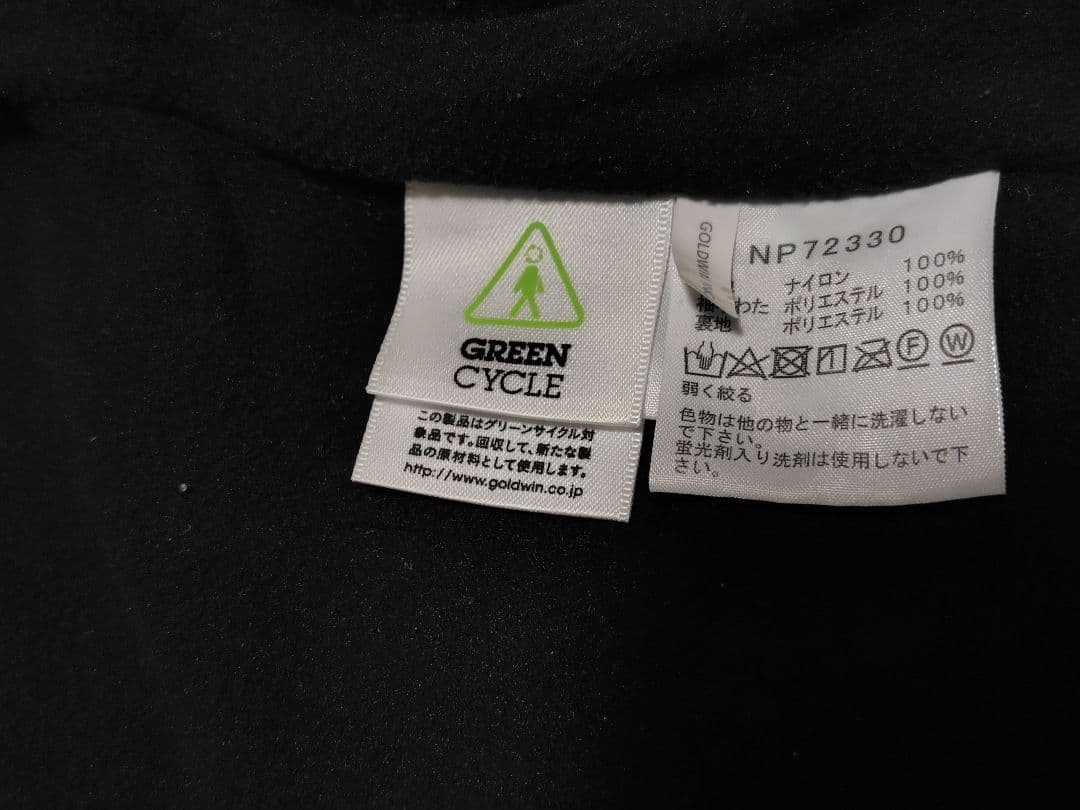 GREEN
CYCLE
この製品はグリーンサイクル対
象品です。回収して、新たな製
品の原材料として使用します。
http://www.goldwin.co.jp
GOLDWIN
NP72330
ナイロン 100%
わた ポリエステル 100%
裏地 ポリエステル 100%
F W
弱く絞る
色物は他の物と一緒に洗濯しない
で下さい。
蛍光剤入り洗剤は使用しないで下
さい。